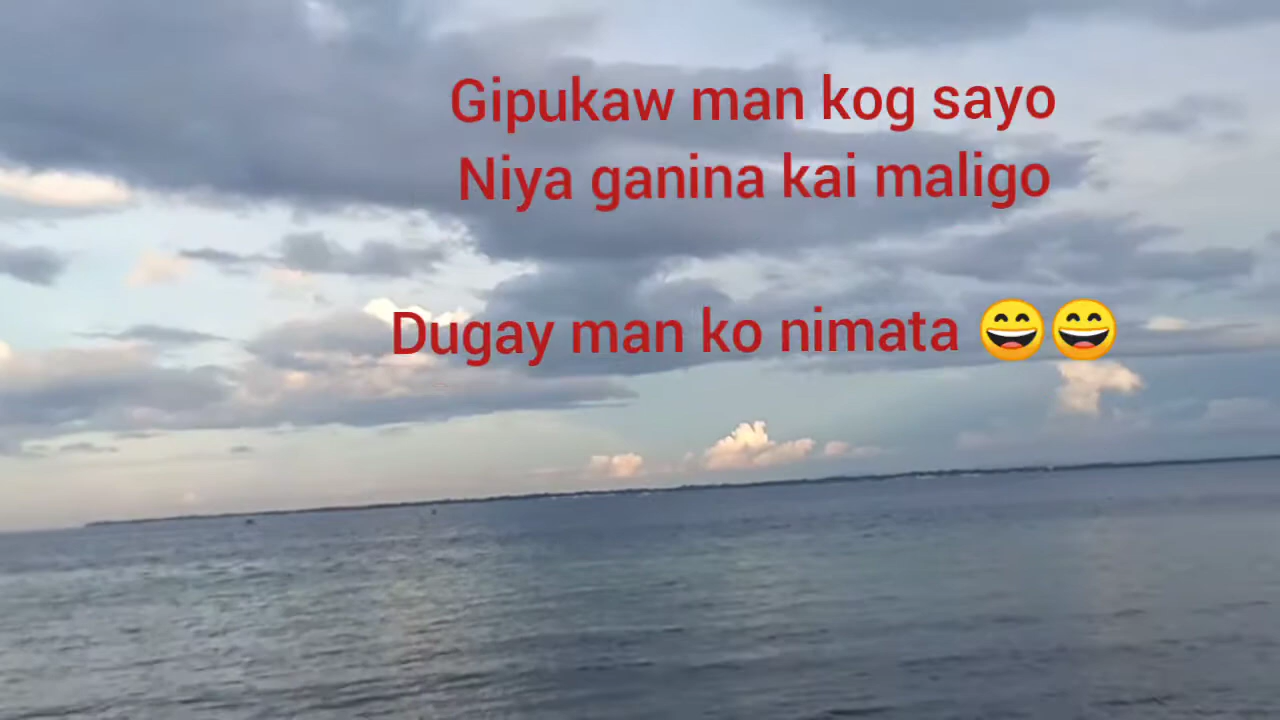 Gipukaw man kog sayo
Niya ganina kai maligo
Dugay man ko nimata 😄😄